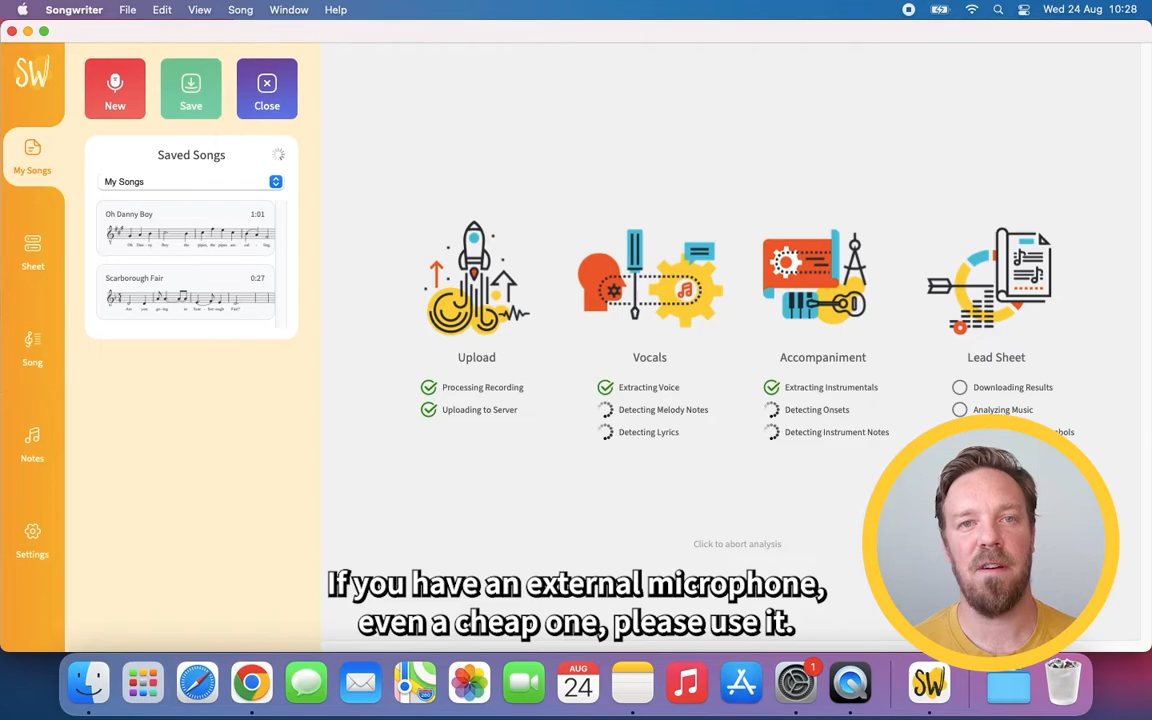 Songwriter File Edit View Song Window Help Wed 24 Aug 10:28
SW
New
Save
Close
My Songs
Sheet
Song
Notes
Settings
Saved Songs
My Songs
Oh Danny Boy 1:01
Scarborough Fair 0:27
Upload
Processing Recording
Uploading to Server
Vocals
Extracting Voice
Detecting Melody Notes
Detecting Lyrics
Accompaniment
Extracting Instrumentals
Detecting Onsets
Detecting Instrument Notes
Lead Sheet
Downloading Results
Analyzing Music
Click to abort analysis
If you have an external microphone,
even a cheap one, please use it.
AUG
24
1
SW